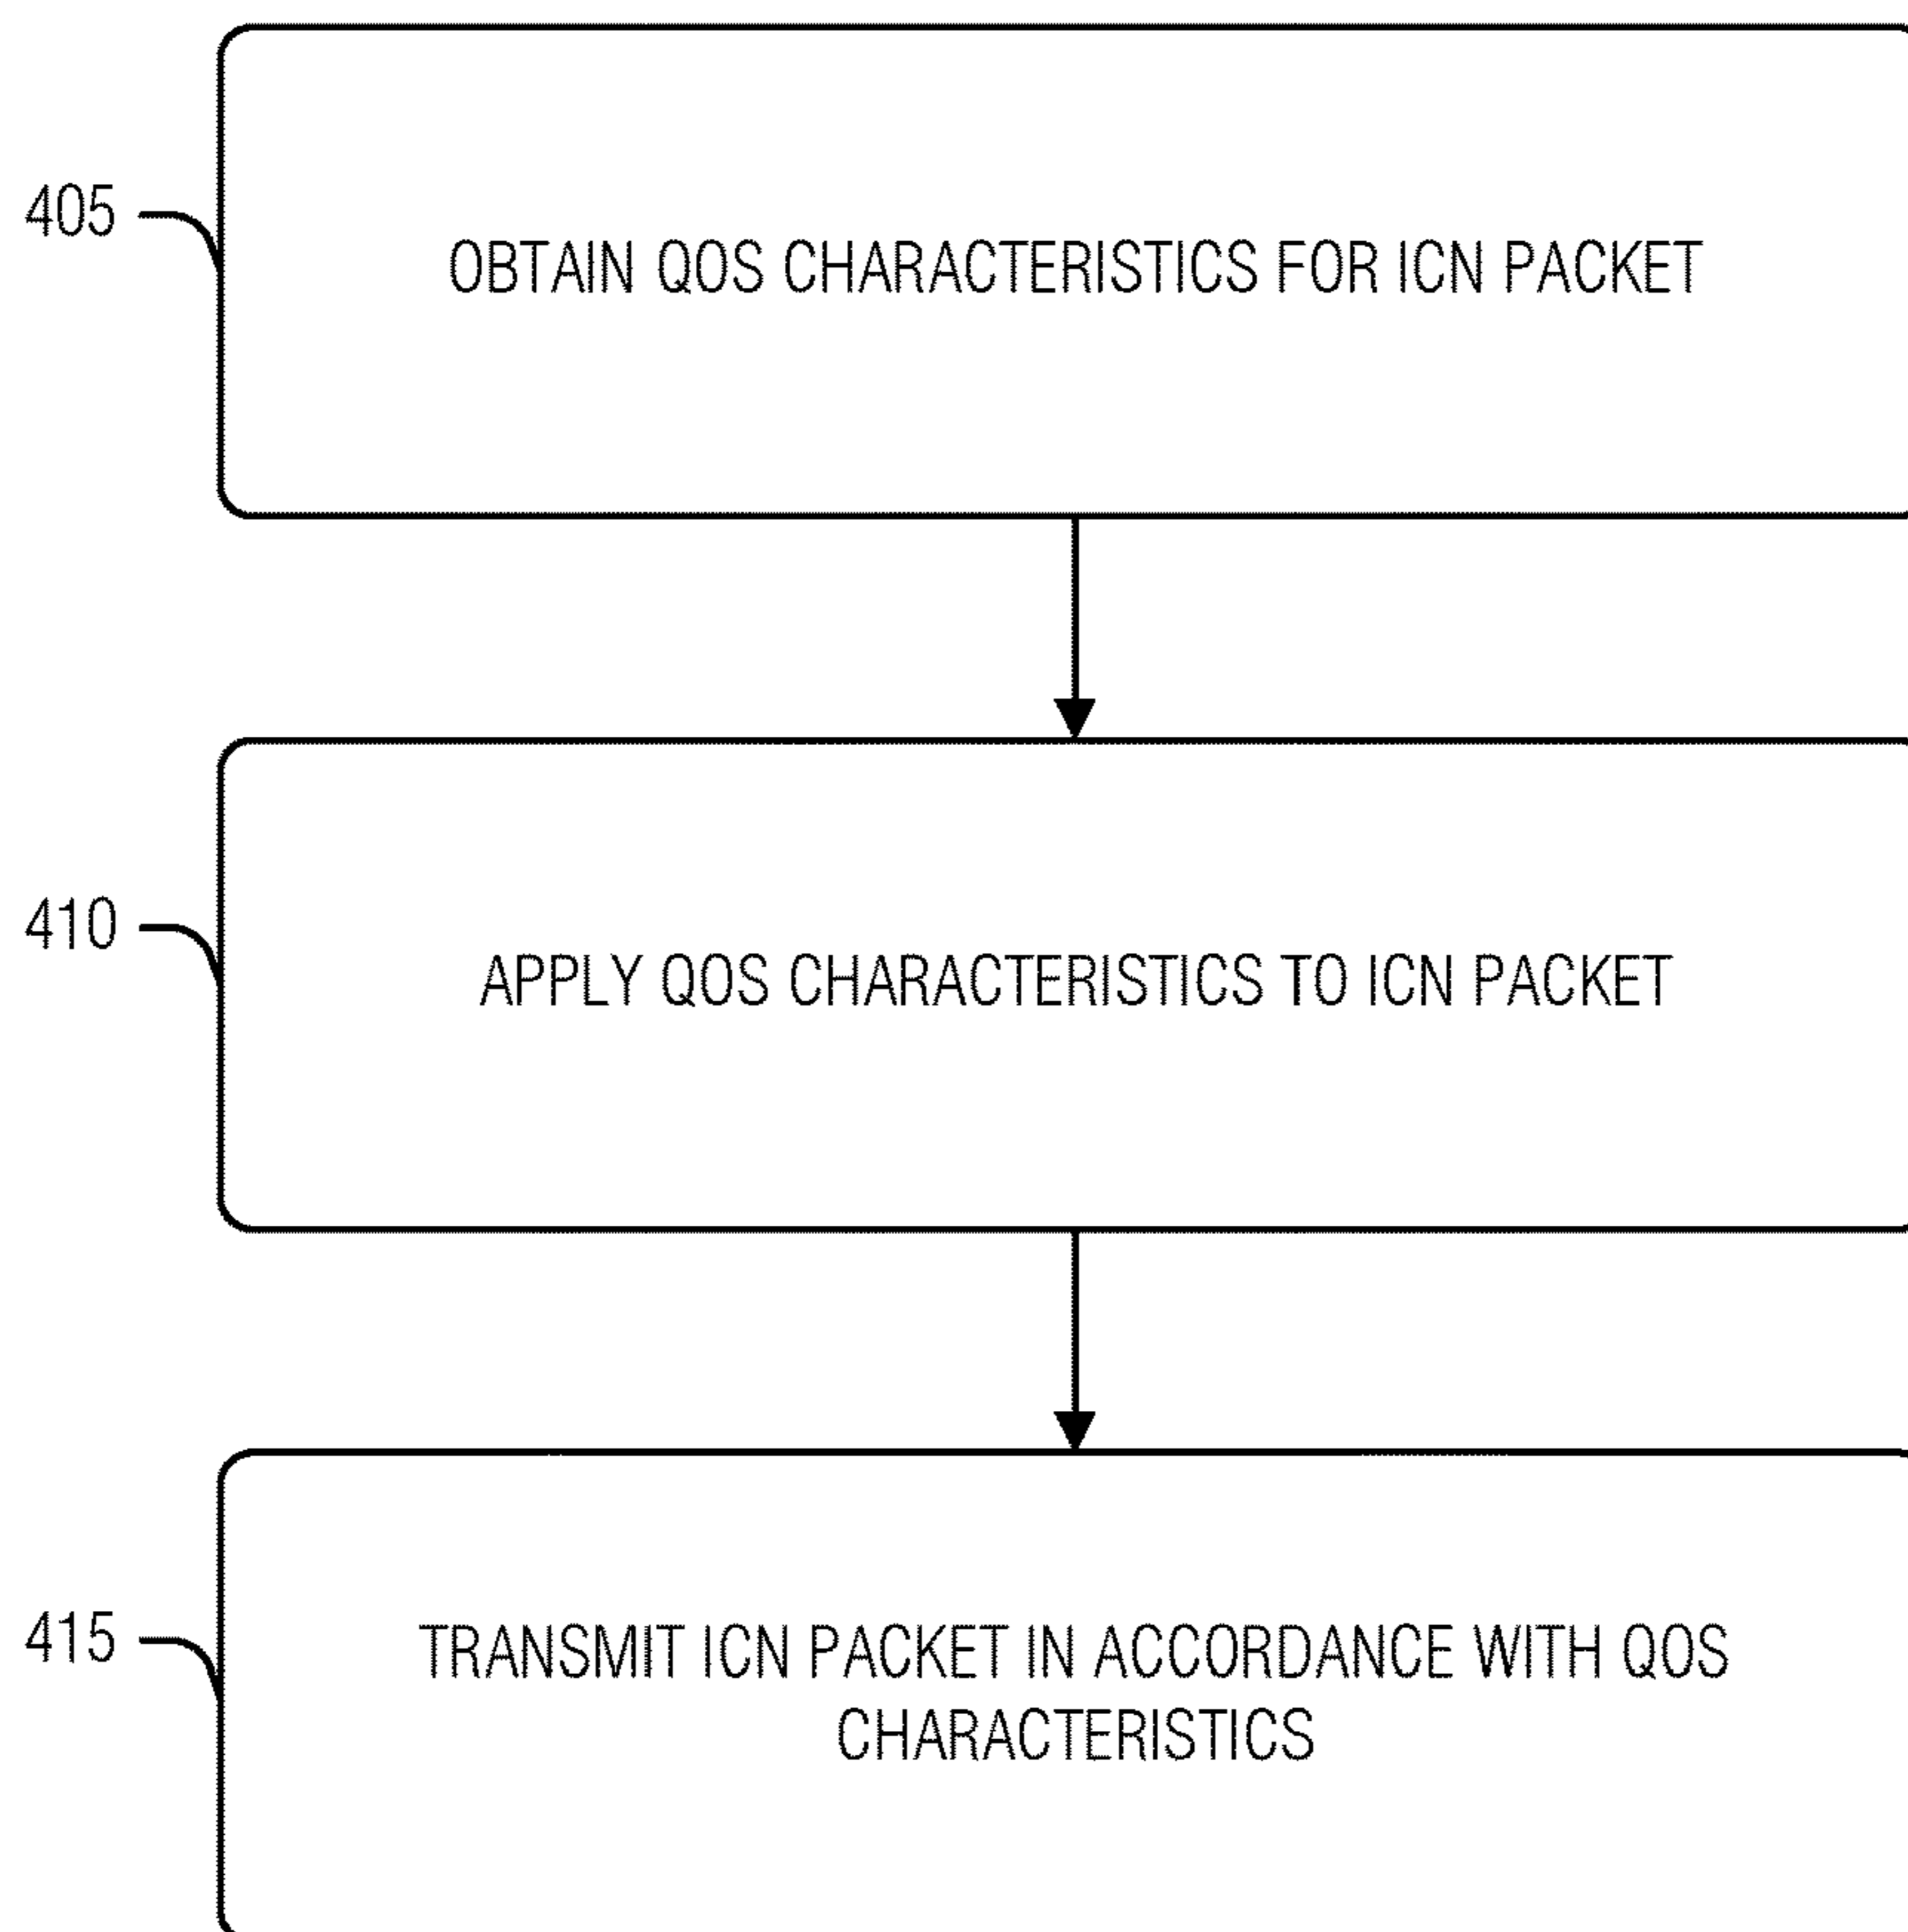 405
OBTAIN QOS CHARACTERISTICS FOR ICN PACKET
410
APPLY QOS CHARACTERISTICS TO ICN PACKET
415
TRANSMIT ICN PACKET IN ACCORDANCE WITH QOS
CHARACTERISTICS